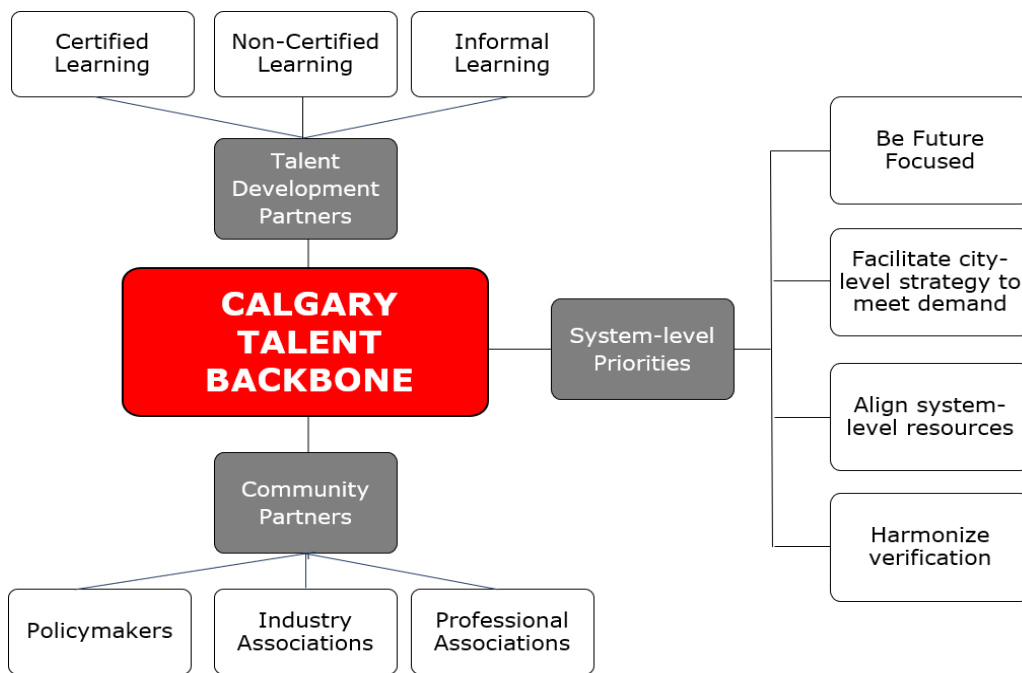 Certified
Learning
Non-Certified
Learning
Informal
Learning
Talent
Development
Partners
CALGARY
TALENT
BACKBONE
Community
Partners
Policymakers
Industry
Associations
Professional
Associations
System-level
Priorities
Be Future
Focused
Facilitate city-
level strategy to
meet demand
Align system-
level resources
Harmonize
verification